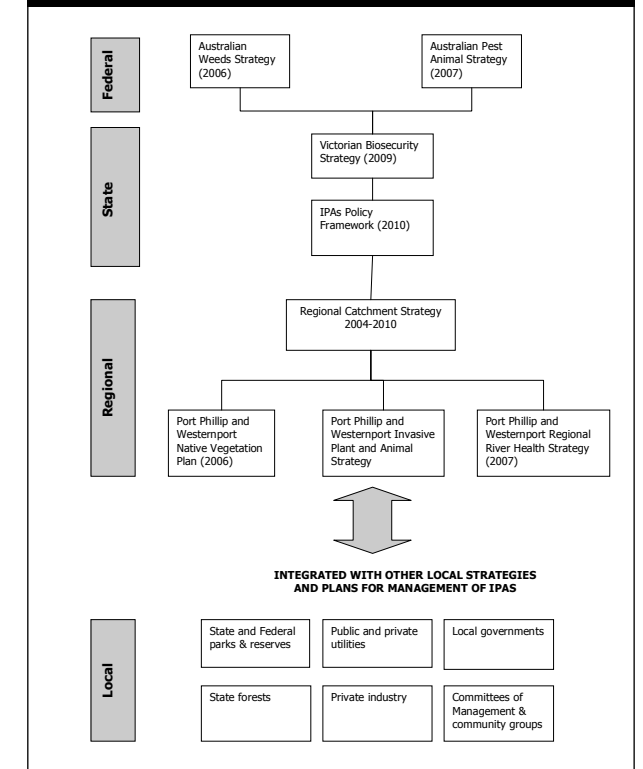 Federal
Australian
Weeds Strategy
(2006)
Australian Pest
Animal Strategy
(2007)
State
Victorian Biosecurity
Strategy (2009)
IPAs Policy
Framework (2010)
Regional
Regional Catchment Strategy
2004-2010
Port Phillip and
Westernport
Native Vegetation
Plan (2006)
Port Phillip and
Westernport Invasive
Plant and Animal
Strategy
Port Phillip and
Westernport Regional
River Health Strategy
(2007)
INTEGRATED WITH OTHER LOCAL STRATEGIES
AND PLANS FOR MANAGEMENT OF IPAS
Local
State and Federal
parks & reserves
Public and private
utilities
Local governments
State forests
Private industry
Committees of
Management &
community groups